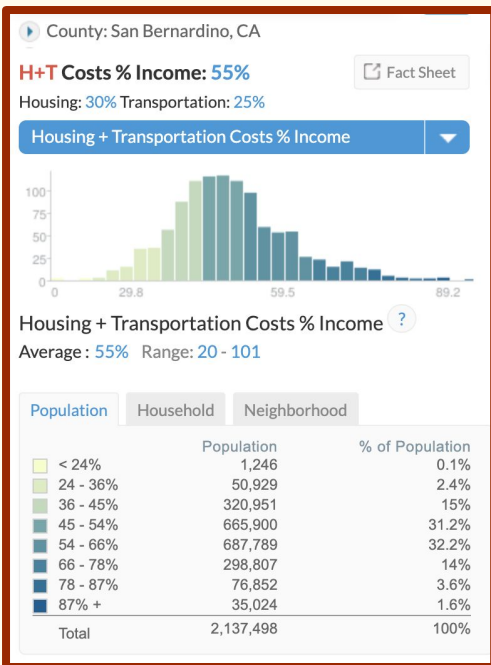 County: San Bernardino, CA
H+T Costs % Income: 55%
Fact Sheet
Housing: 30% Transportation: 25%
Housing + Transportation Costs % Income
100
75
50
25
0
0 29.8 59.5 89.2
Housing + Transportation Costs % Income ?
Average : 55% Range: 20 - 101
Population Household Neighborhood
Population % of Population
< 24% 1,246 0.1%
24 - 36% 50,929 2.4%
36 - 45% 320,951 15%
45 - 54% 665,900 31.2%
54 - 66% 687,789 32.2%
66 - 78% 298,807 14%
78 - 87% 76,852 3.6%
87% + 35,024 1.6%
Total 2,137,498 100%